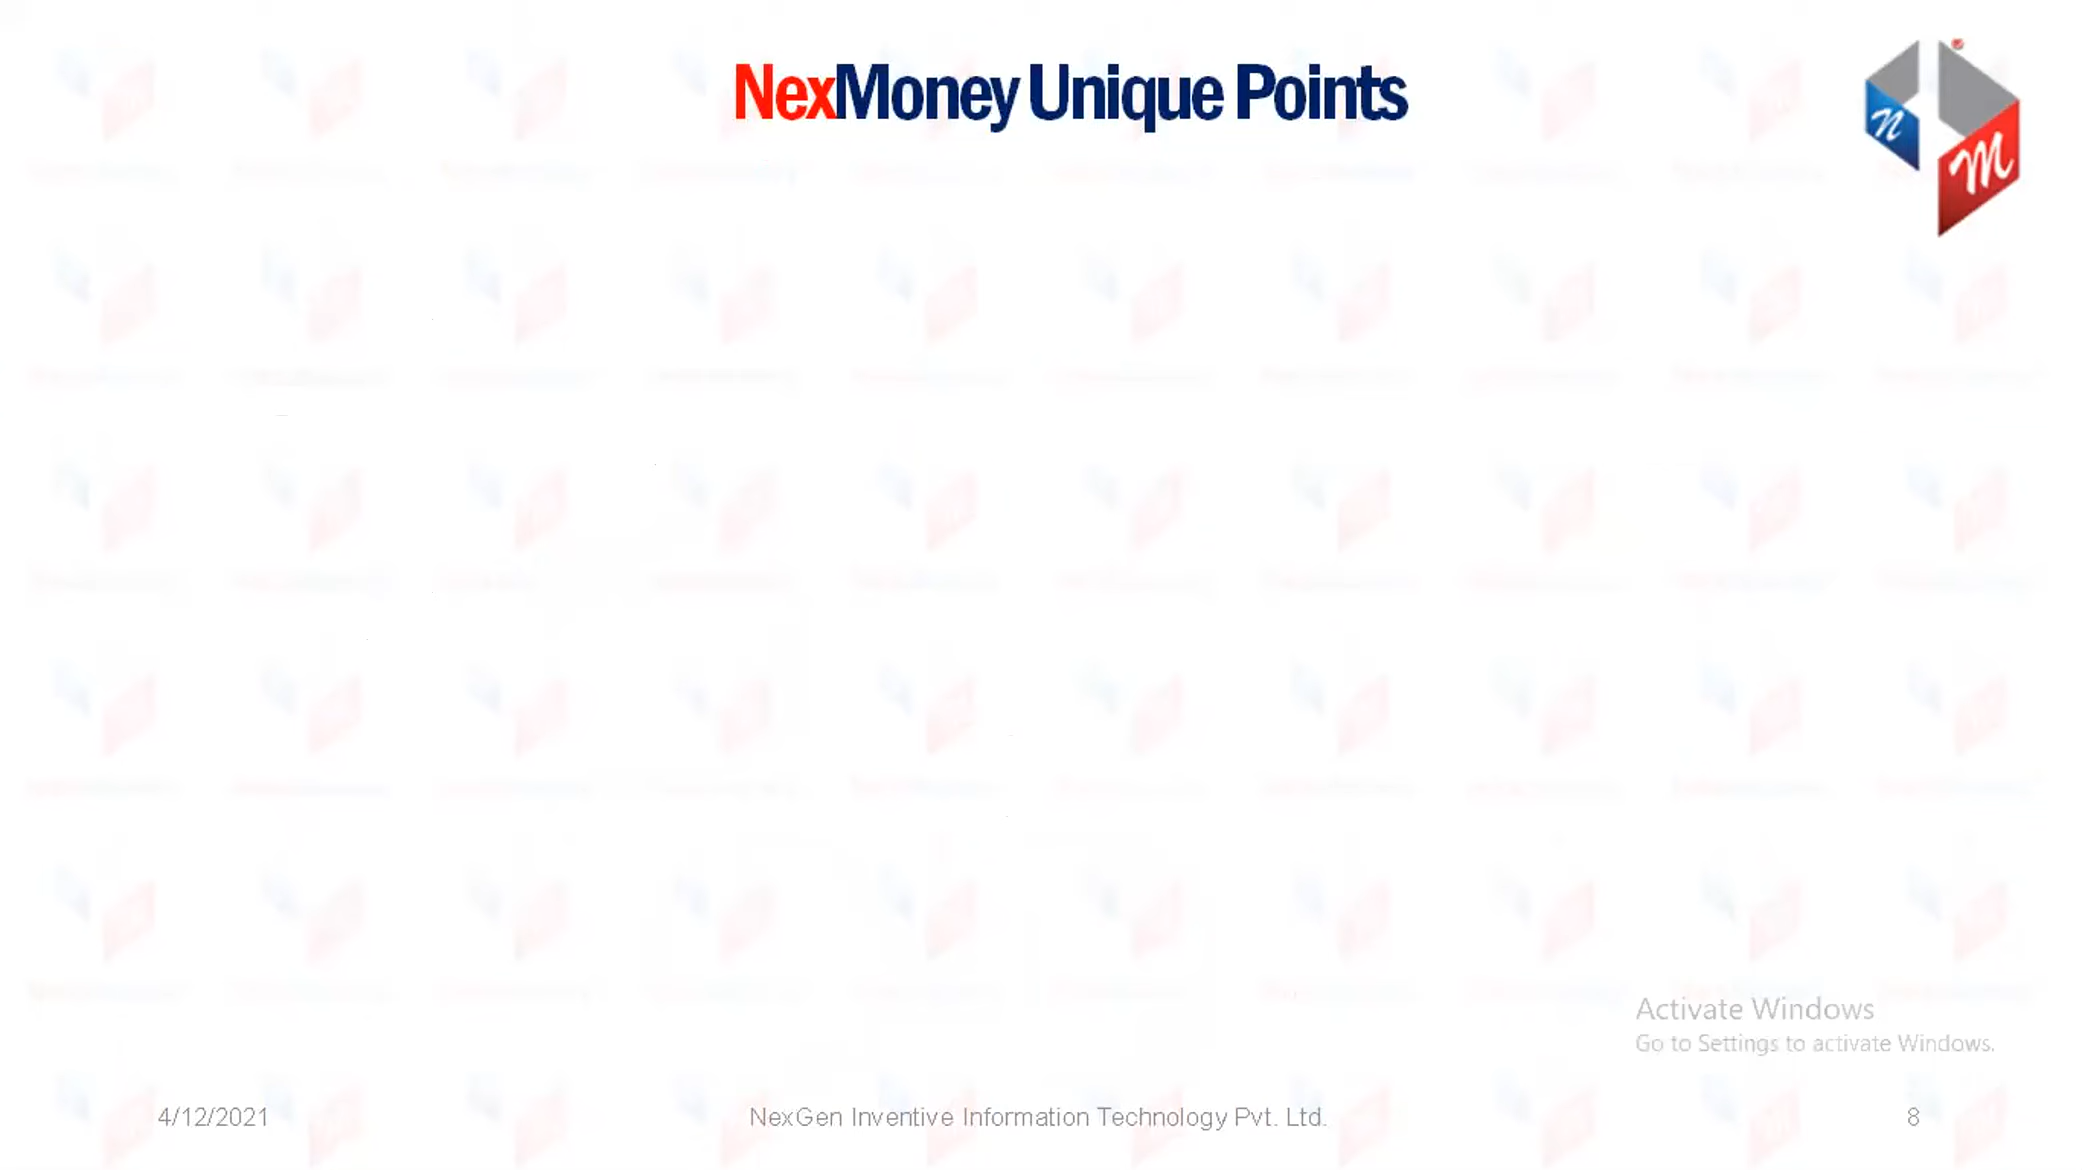 NexMoney Unique Points
n
m
Activate Windows
Go to Settings to activate Windows.
4/12/2021
NexGen Inventive Information Technology Pvt. Ltd.
8